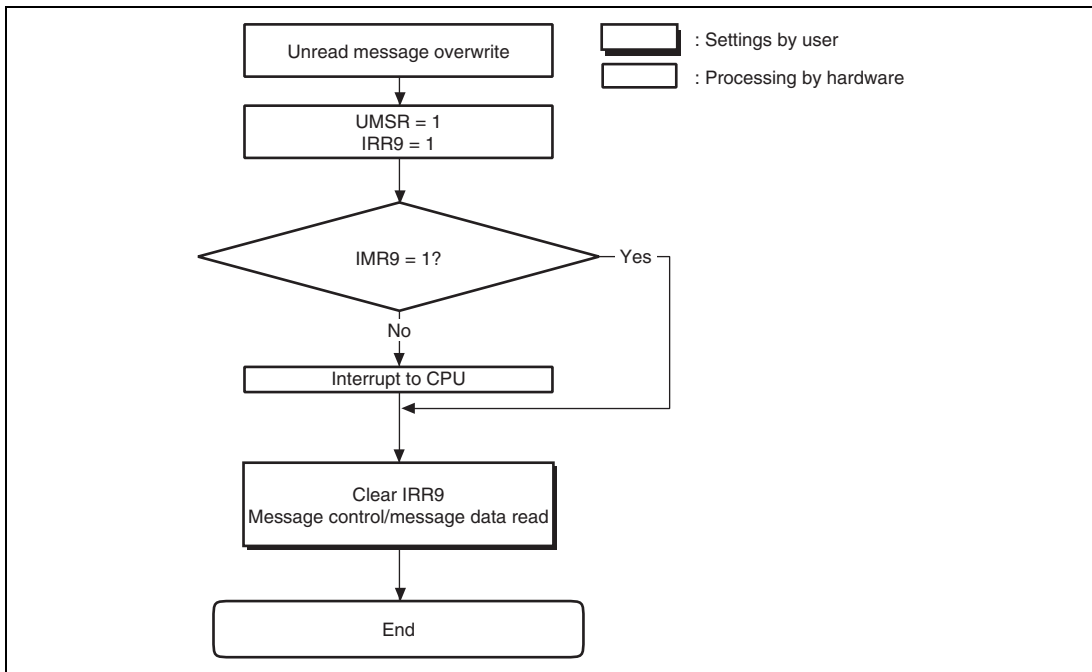 Unread message overwrite
: Settings by user
: Processing by hardware
UMSR = 1
IRR9 = 1
IMR9 = 1?
Yes
No
Interrupt to CPU
Clear IRR9
Message control/message data read
End